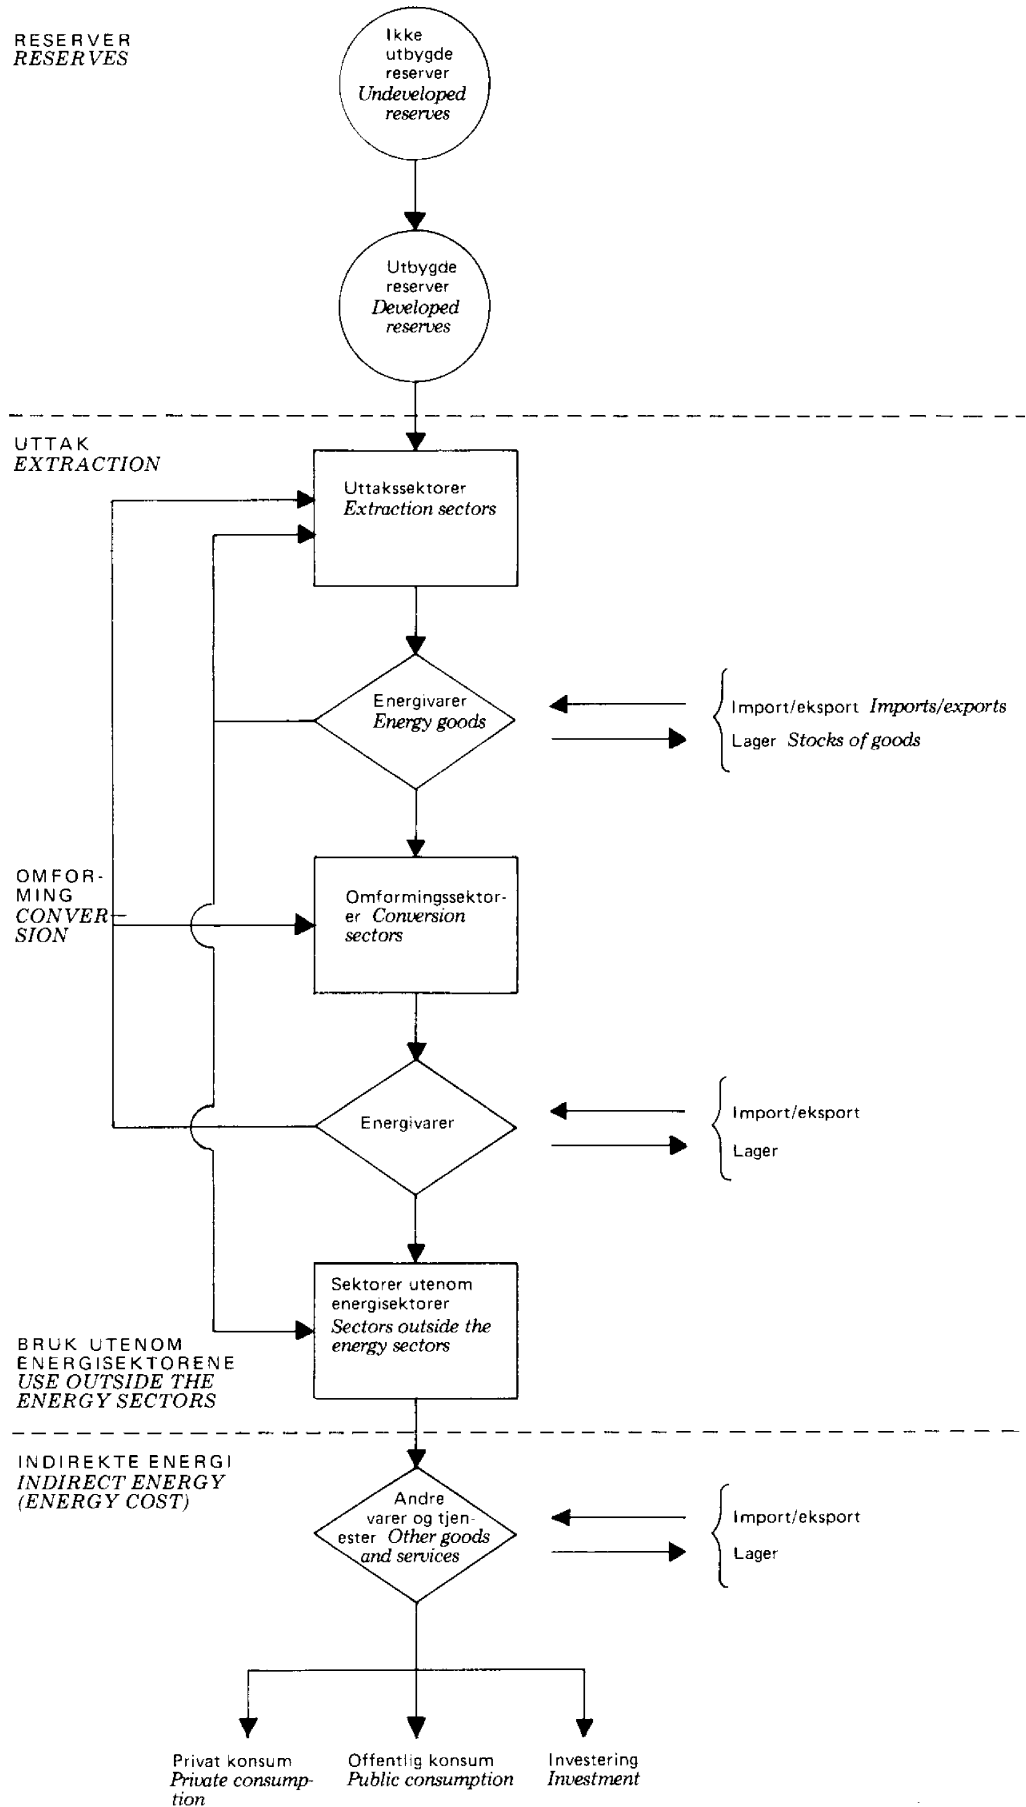 RESERVER
RESERVES
Ikke
utbygde
reserver
Undeveloped
reserves
Utbygde
reserver
Developed
reserves
UTTAK
EXTRACTION
Uttakssektorer
Extraction sectors
Energivarer
Energy goods
Import/eksport Imports/exports
Lager Stocks of goods
OMFOR-
MING
CONVER-
SION
Omformingssektor-
er Conversion
sectors
Energivarer
Import/eksport
Lager
Sektorer utenom
energisektorer
Sectors outside the
energy sectors
BRUK UTENOM
ENERGISEKTORENE
USE OUTSIDE THE
ENERGY SECTORS
INDIREKTE ENERGI
INDIRECT ENERGY
(ENERGY COST)
Andre
varer og tjen-
ester Other goods
and services
Import/eksport
Lager
Privat konsum
Private consump-
tion
Offentlig konsum
Public consumption
Investering
Investment